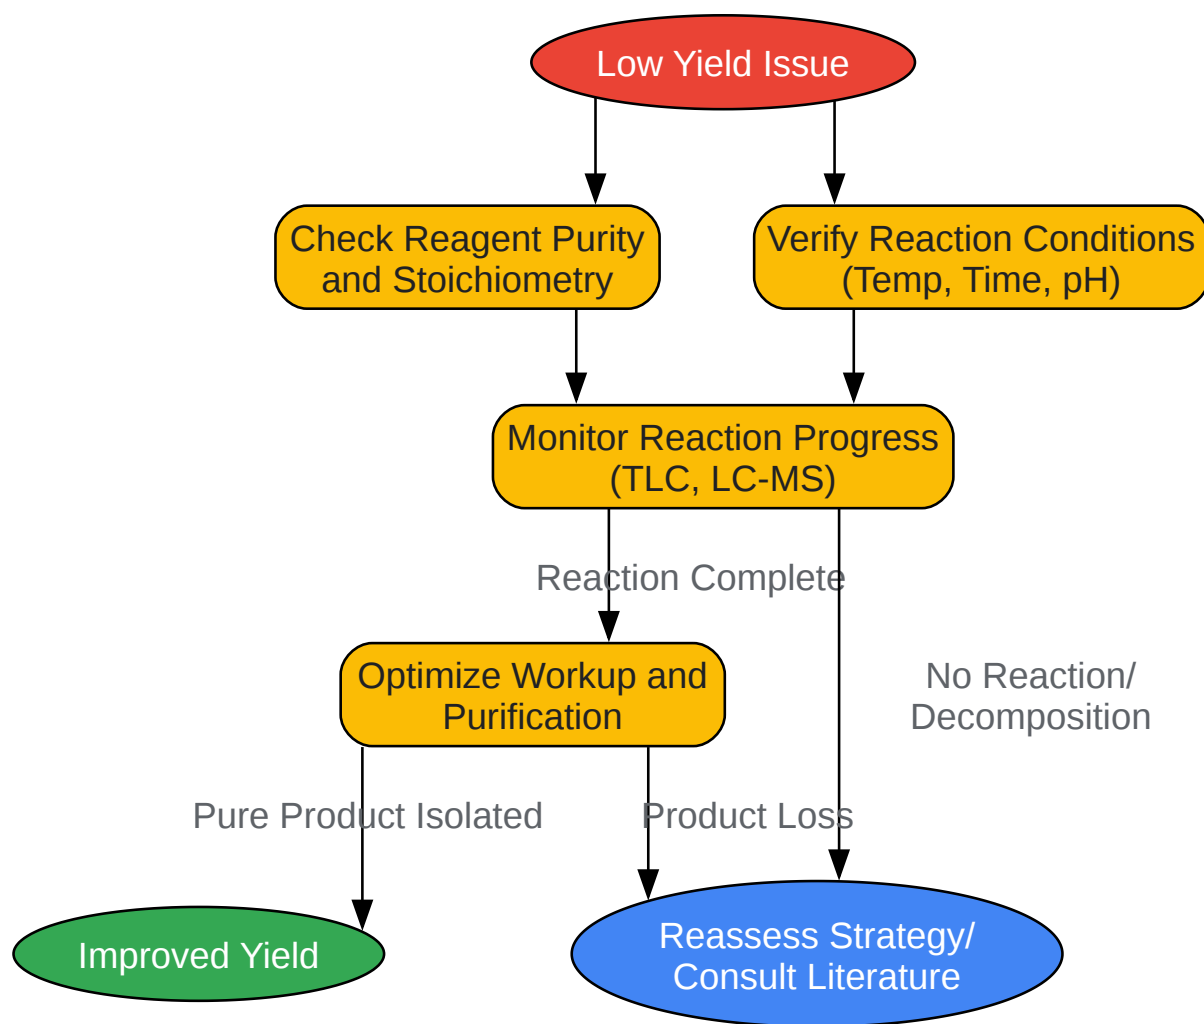 Low Yield Issue
Check Reagent Purity
and Stoichiometry
Verify Reaction Conditions
(Temp, Time, pH)
Monitor Reaction Progress
(TLC, LC-MS)
Reaction Complete
Optimize Workup and
Purification
No Reaction/
Decomposition
Pure Product Isolated
Product Loss
Improved Yield
Reassess Strategy/
Consult Literature